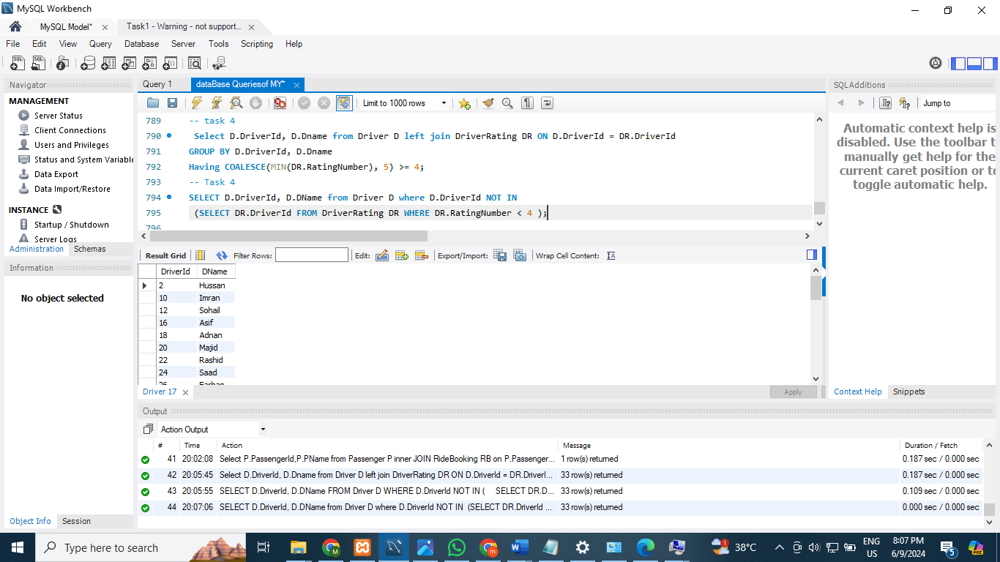 MySQL Workbench
MySQL Model*
Task1 - Warning - not support...
File Edit View Query Database Server Tools Scripting Help
Navigator
MANAGEMENT
Server Status
Client Connections
Users and Privileges
Status and System Variable
Data Export
Data Import/Restore
INSTANCE
Startup / Shutdown
Server Logs
Administration Schemas
Information
No object selected
Object Info Session
Query 1
dataBase Queriesof MY*
Limit to 1000 rows
789 -- task 4
790 Select D.DriverId, D.Dname from Driver D left join DriverRating DR ON D.DriverId = DR.DriverId
791 GROUP BY D.DriverId, D.Dname
792 Having COALESCE(MIN(DR.RatingNumber), 5) >= 4;
793 -- Task 4
794 SELECT D.DriverId, D.DName from Driver D where D.DriverId NOT IN
795 (SELECT DR.DriverId FROM DriverRating DR WHERE DR.RatingNumber < 4 );
796
Result Grid Filter Rows: Edit: Export/Import: Wrap Cell Content:
DriverId DName
2 Hussan
10 Imran
12 Sohail
16 Asif
18 Adnan
20 Majid
22 Rashid
24 Saad
26 Farhan
Driver 17
Apply
Output
Action Output
# Time Action Message Duration / Fetch
41 20:02:08 Select P.PassengerId,P.PName from Passenger P inner JOIN RideBooking RB on P.Passenger... 1 row(s) returned 0.187 sec / 0.000 sec
42 20:05:45 Select D.DriverId, D.Dname from Driver D left join DriverRating DR ON D.DriverId = DR.DriverI... 33 row(s) returned 0.187 sec / 0.000 sec
43 20:05:55 SELECT D.DriverId, D.DName FROM Driver D WHERE D.DriverId NOT IN ( SELECT DR.D... 33 row(s) returned 0.109 sec / 0.000 sec
44 20:07:06 SELECT D.DriverId, D.DName from Driver D where D.DriverId NOT IN (SELECT DR.DriverId ... 33 row(s) returned 0.000 sec / 0.000 sec
SQLAdditions
Jump to
Automatic context help is
disabled. Use the toolbar t
manually get help for the
current caret position or to
toggle automatic help.
Context Help Snippets
Type here to search
38°C
ENG
US
8:07 PM
6/9/2024